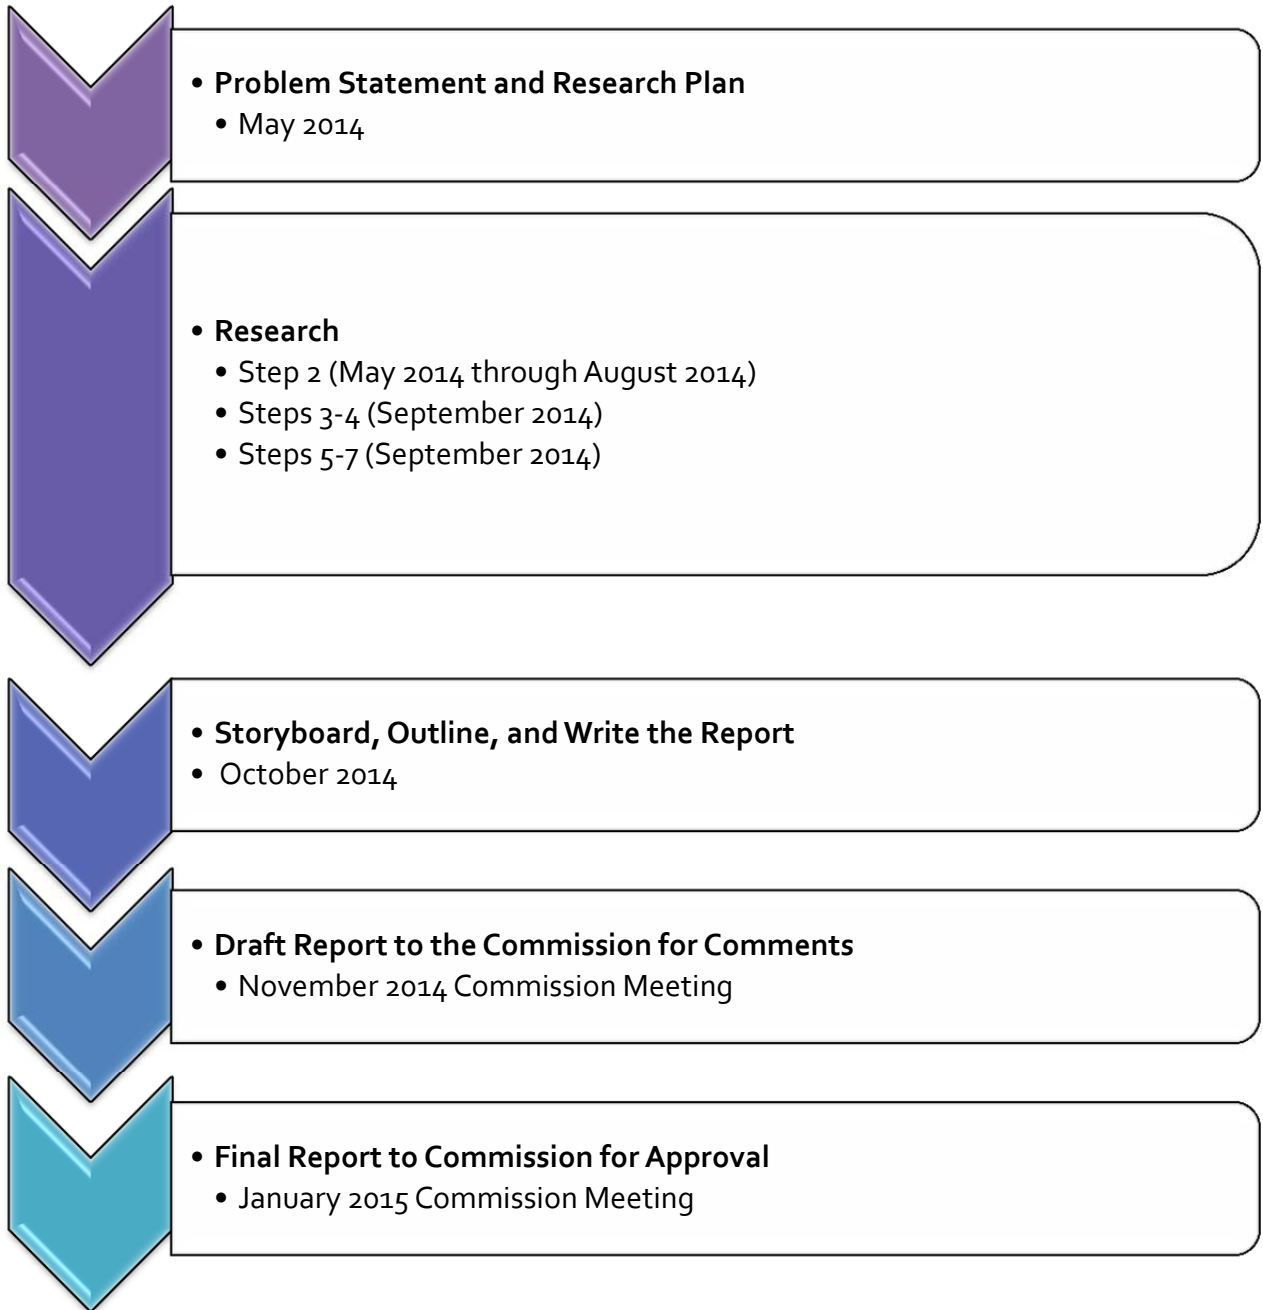 • Problem Statement and Research Plan
• May 2014
• Research
• Step 2 (May 2014 through August 2014)
• Steps 3-4 (September 2014)
• Steps 5-7 (September 2014)
• Storyboard, Outline, and Write the Report
• October 2014
• Draft Report to the Commission for Comments
• November 2014 Commission Meeting
• Final Report to Commission for Approval
• January 2015 Commission Meeting